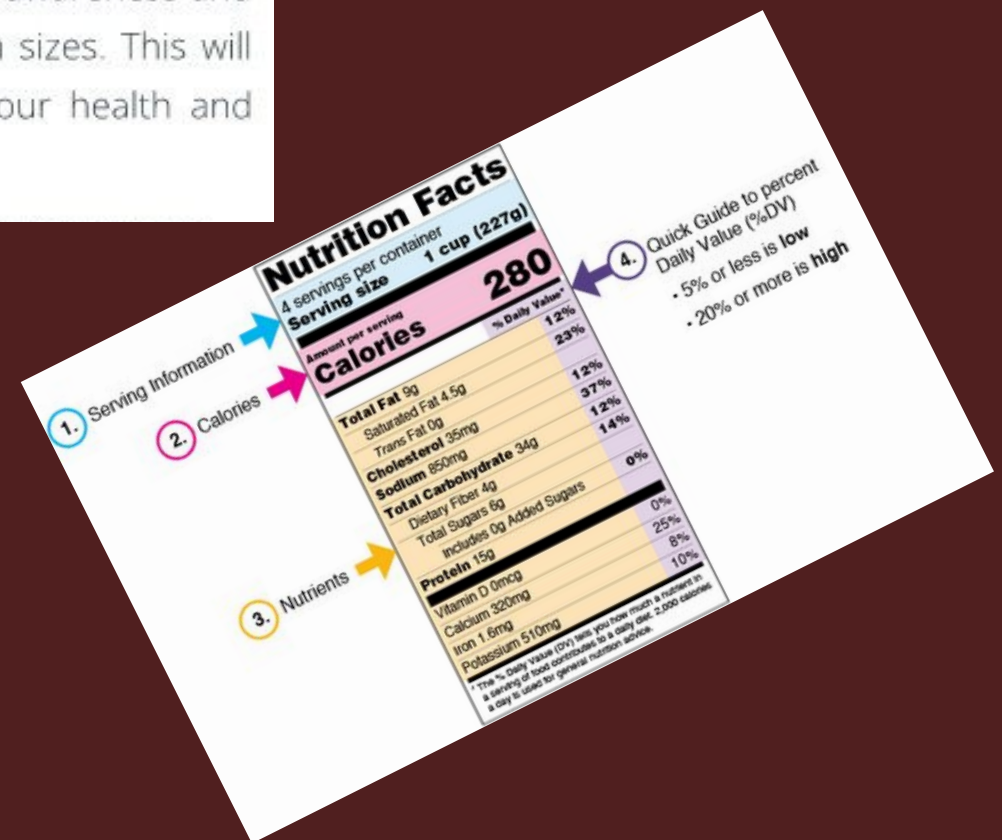 sizes. This will
our health and
Nutrition Facts
4 servings per container
Serving size 1 cup (227g)
Amount per serving
Calories 280
% Daily Value*
Total Fat 9g 12%
Saturated Fat 4.5g 23%
Trans Fat 0g
Cholesterol 35mg 12%
Sodium 850mg 37%
Total Carbohydrate 34g 12%
Dietary Fiber 4g 14%
Total Sugars 6g
Includes 0g Added Sugars 0%
Protein 15g
Vitamin D 0mcg 0%
Calcium 320mg 25%
Iron 1.6mg 8%
Potassium 510mg 10%
* The % Daily Value (DV) tells you how much a nutrient in
a serving of food contributes to a daily diet. 2,000 calories
a day is used for general nutrition advice.
1. Serving Information
2. Calories
3. Nutrients
4. Quick Guide to percent
Daily Value (%DV)
• 5% or less is low
• 20% or more is high